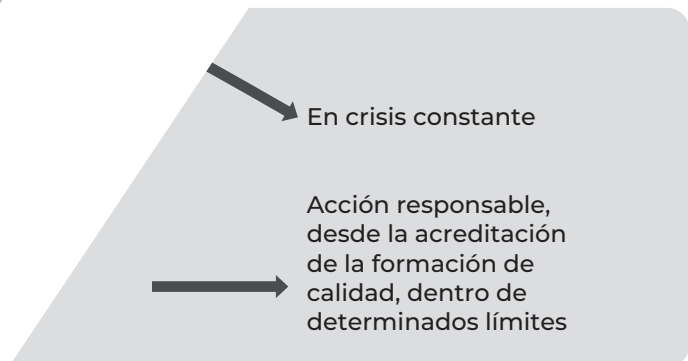 En crisis constante
Acción responsable,
desde la acreditación
de la formación de
calidad, dentro de
determinados límites